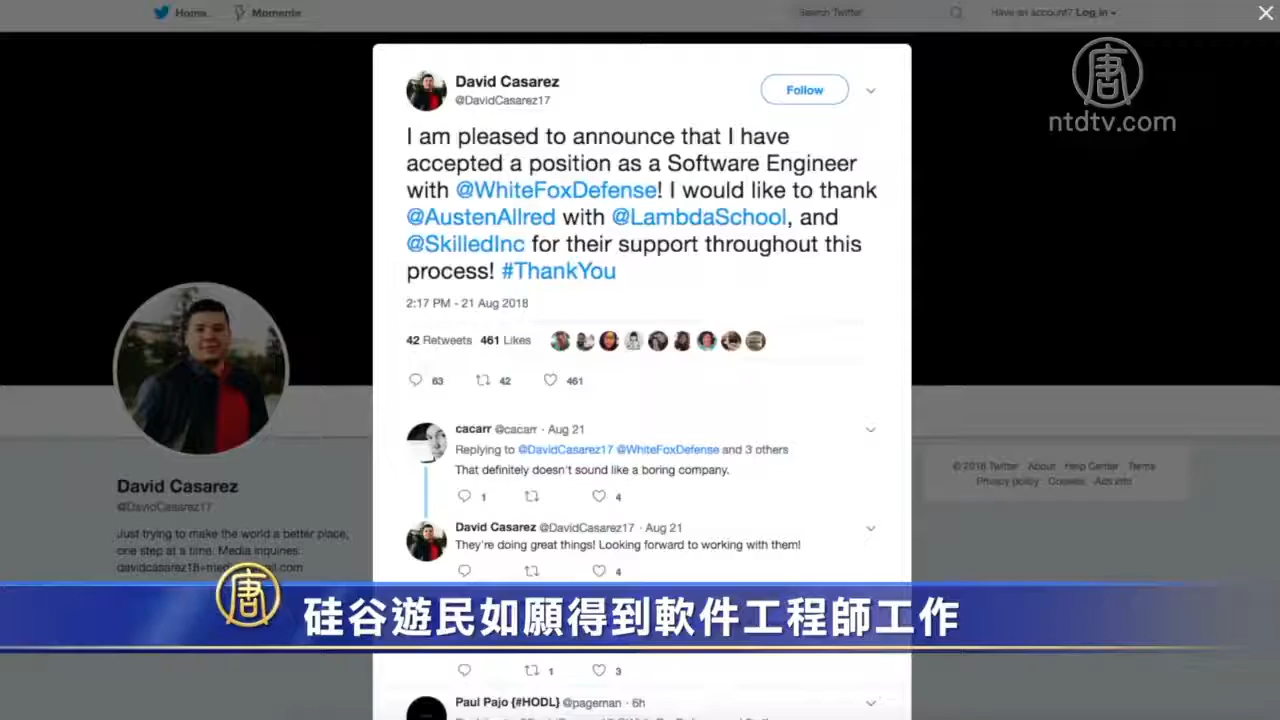 Home
Moments
Search Twitter
Have an account? Log in
唐
ntdtv.com
David Casarez
@DavidCasarez17
Follow
I am pleased to announce that I have
accepted a position as a Software Engineer
with @WhiteFoxDefense! I would like to thank
@AustenAllred with @LambdaSchool, and
@SkilledInc for their support throughout this
process! #ThankYou
2:17 PM - 21 Aug 2018
42 Retweets 461 Likes
63 42 461
cacarr @cacarr · Aug 21
Replying to @DavidCasarez17 @WhiteFoxDefense and 3 others
That definitely doesn't sound like a boring company.
1 4
David Casarez @DavidCasarez17 · Aug 21
They're doing great things! Looking forward to working with them!
4
David Casarez
@DavidCasarez17
Just trying to make the world a better place,
one step at a time. Media inquiries:
© 2018 Twitter About Help Center Terms
Privacy policy Cookies Ads info
唐
硅谷遊民如願得到軟件工程師工作
1 3
Paul Pajo {#HODL} @pageman · 6h